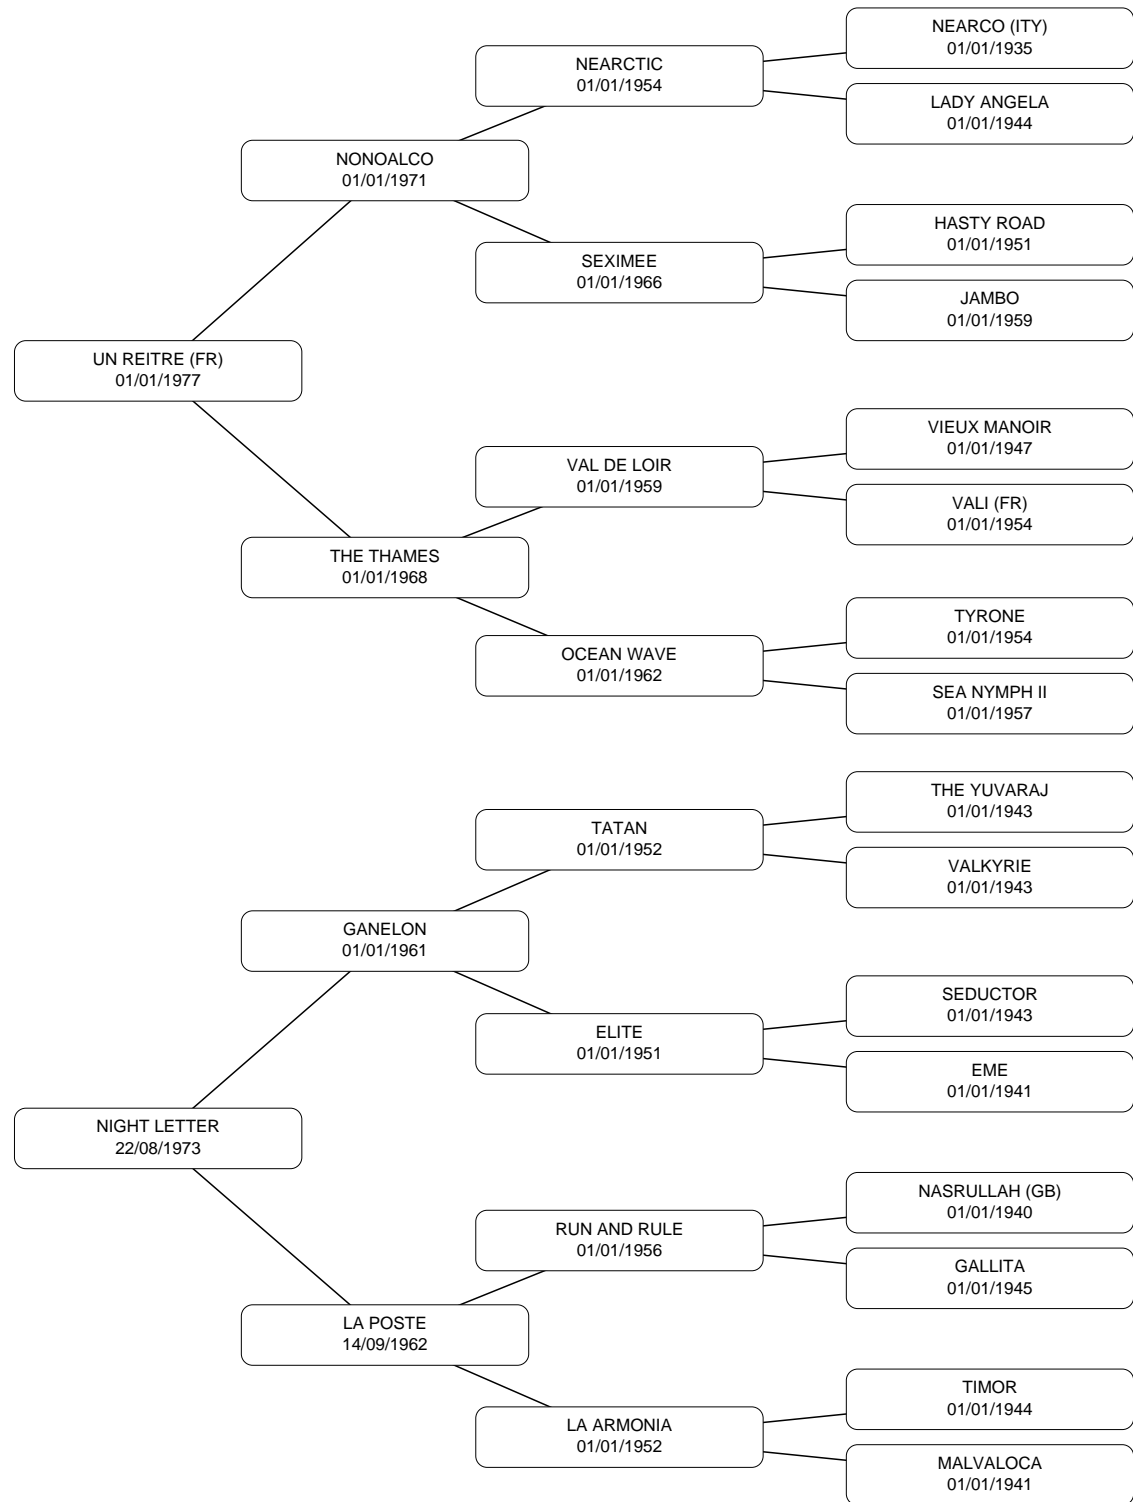 NEARCO (ITY)
01/01/1935
NEARCTIC
01/01/1954
LADY ANGELA
01/01/1944
NONOALCO
01/01/1971
HASTY ROAD
01/01/1951
SEXIMEE
01/01/1966
JAMBO
01/01/1959
UN REITRE (FR)
01/01/1977
VIEUX MANOIR
01/01/1947
VAL DE LOIR
01/01/1959
VALI (FR)
01/01/1954
THE THAMES
01/01/1968
TYRONE
01/01/1954
OCEAN WAVE
01/01/1962
SEA NYMPH II
01/01/1957
THE YUVARAJ
01/01/1943
TATAN
01/01/1952
VALKYRIE
01/01/1943
GANELON
01/01/1961
SEDUCTOR
01/01/1943
ELITE
01/01/1951
EME
01/01/1941
NIGHT LETTER
22/08/1973
NASRULLAH (GB)
01/01/1940
RUN AND RULE
01/01/1956
GALLITA
01/01/1945
LA POSTE
14/09/1962
TIMOR
01/01/1944
LA ARMONIA
01/01/1952
MALVALOCA
01/01/1941